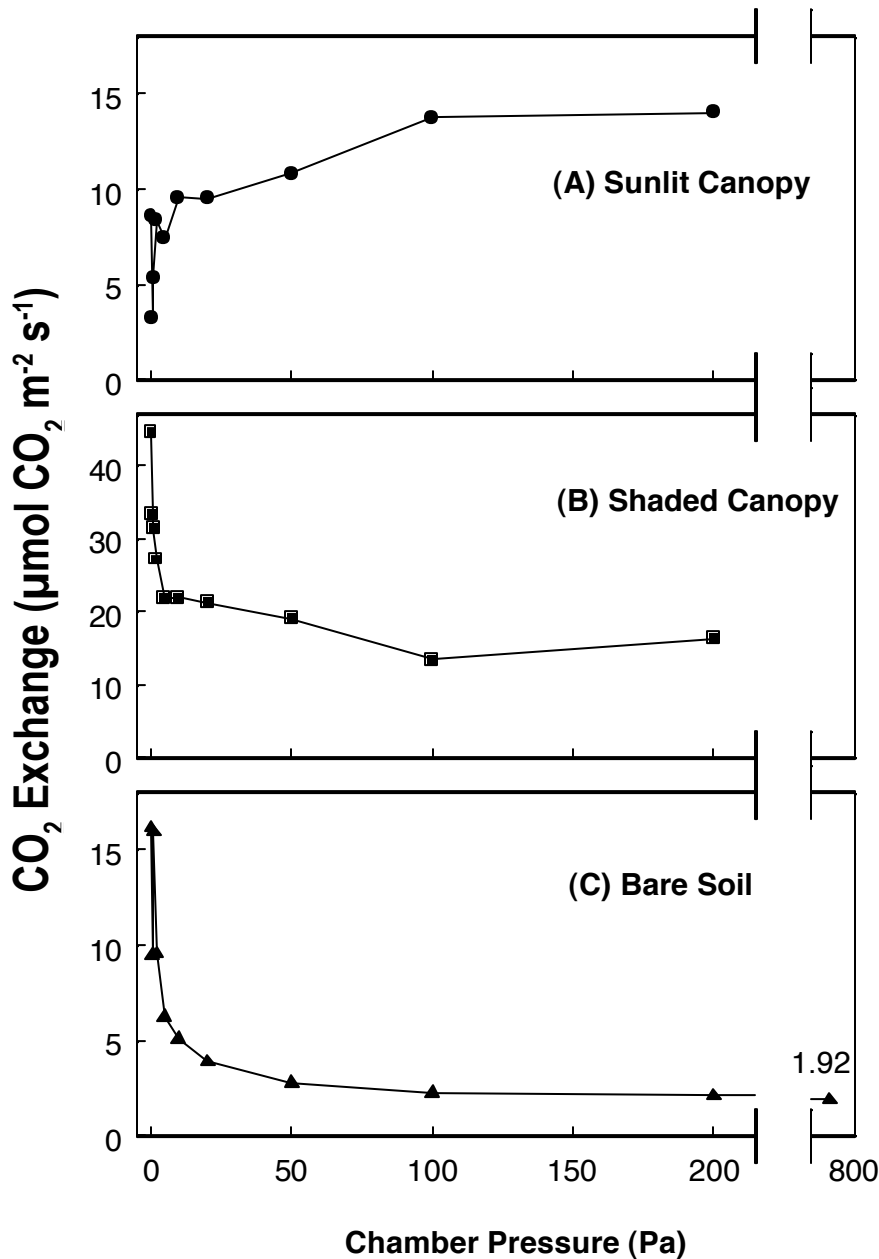 CO2 Exchange (µmol CO2 m-2 s-1)
15
10
5
0
(A) Sunlit Canopy
40
30
20
10
0
(B) Shaded Canopy
15
10
5
0
(C) Bare Soil
1.92
0 50 100 150 200 800
Chamber Pressure (Pa)